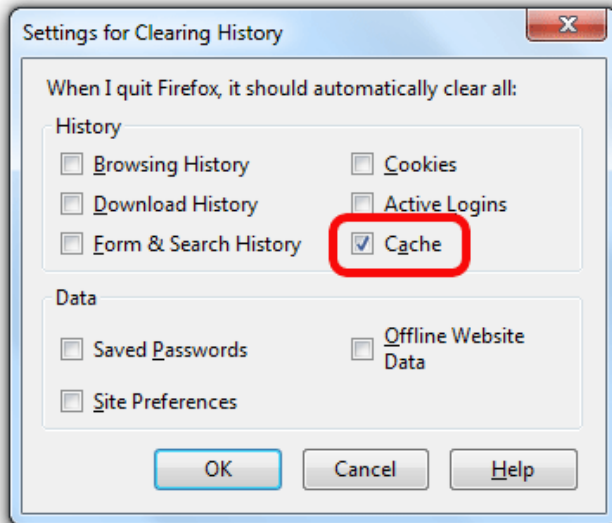 Settings for Clearing History
When I quit Firefox, it should automatically clear all:
History
Browsing History
Cookies
Download History
Active Logins
Form & Search History
Cache
Data
Saved Passwords
Offline Website
Data
Site Preferences
OK
Cancel
Help